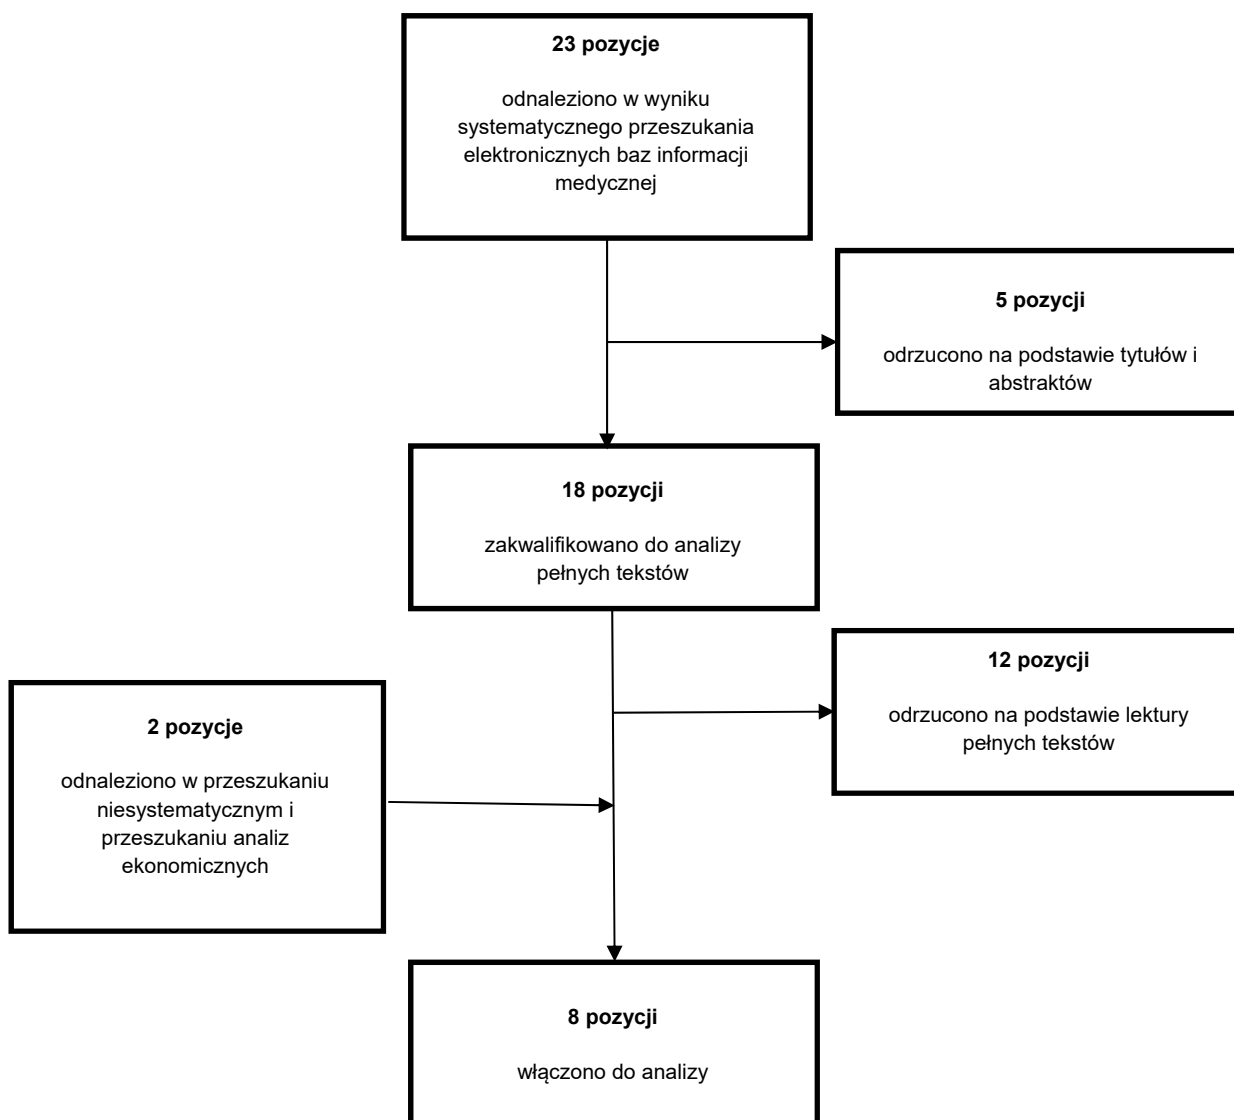 23 pozycje
odnaleziono w wyniku
systematycznego przeszukania
elektronicznych baz informacji
medycznej
5 pozycji
odrzucono na podstawie tytułów i
abstraktów
18 pozycji
zakwalifikowano do analizy
pełnych tekstów
12 pozycji
odrzucono na podstawie lektury
pełnych tekstów
2 pozycje
odnaleziono w przeszukaniu
niesystematycznym i
przeszukaniu analiz
ekonomicznych
8 pozycji
włączono do analizy